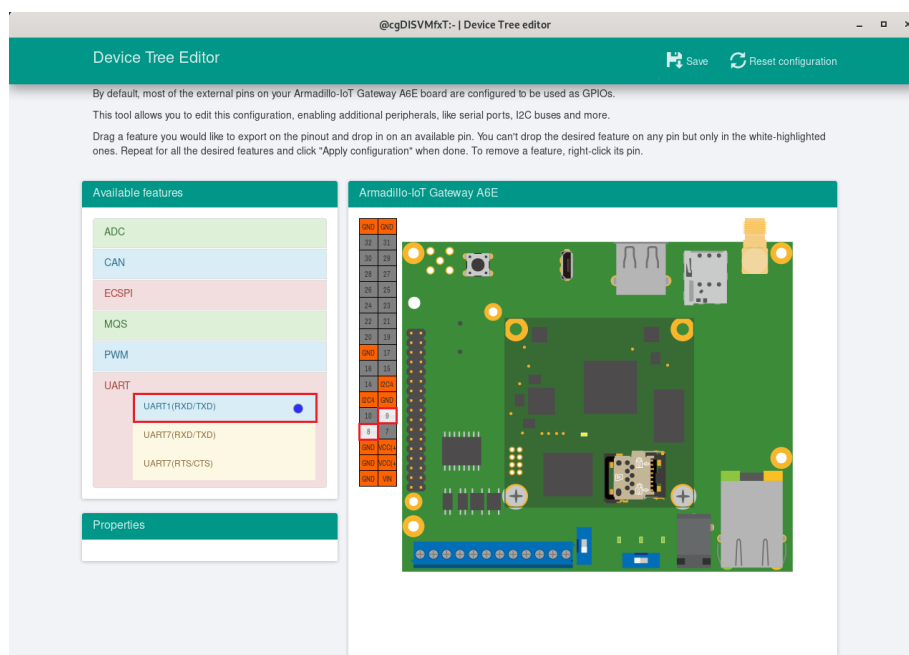 @cgDISVMfxT:~ | Device Tree editor
Device Tree Editor
Save
Reset configuration
By default, most of the external pins on your Armadillo-IoT Gateway A6E board are configured to be used as GPIOs.
This tool allows you to edit this configuration, enabling additional peripherals, like serial ports, I2C buses and more.
Drag a feature you would like to export on the pinout and drop in on an available pin. You can't drop the desired feature on any pin but only in the white-highlighted
ones. Repeat for all the desired features and click "Apply configuration" when done. To remove a feature, right-click its pin.
Available features
ADC
CAN
ECSPI
MQS
PWM
UART
UART1(RXD/TXD)
UART7(RXD/TXD)
UART7(RTS/CTS)
Properties
Armadillo-IoT Gateway A6E
GND GND
32 31
30 29
28 27
26 25
24 23
22 21
20 19
GND 17
16 15
14 I2C4
I2C4 GND
10 9
8 7
GND VCC(+
GND VCC(+
GND VIN